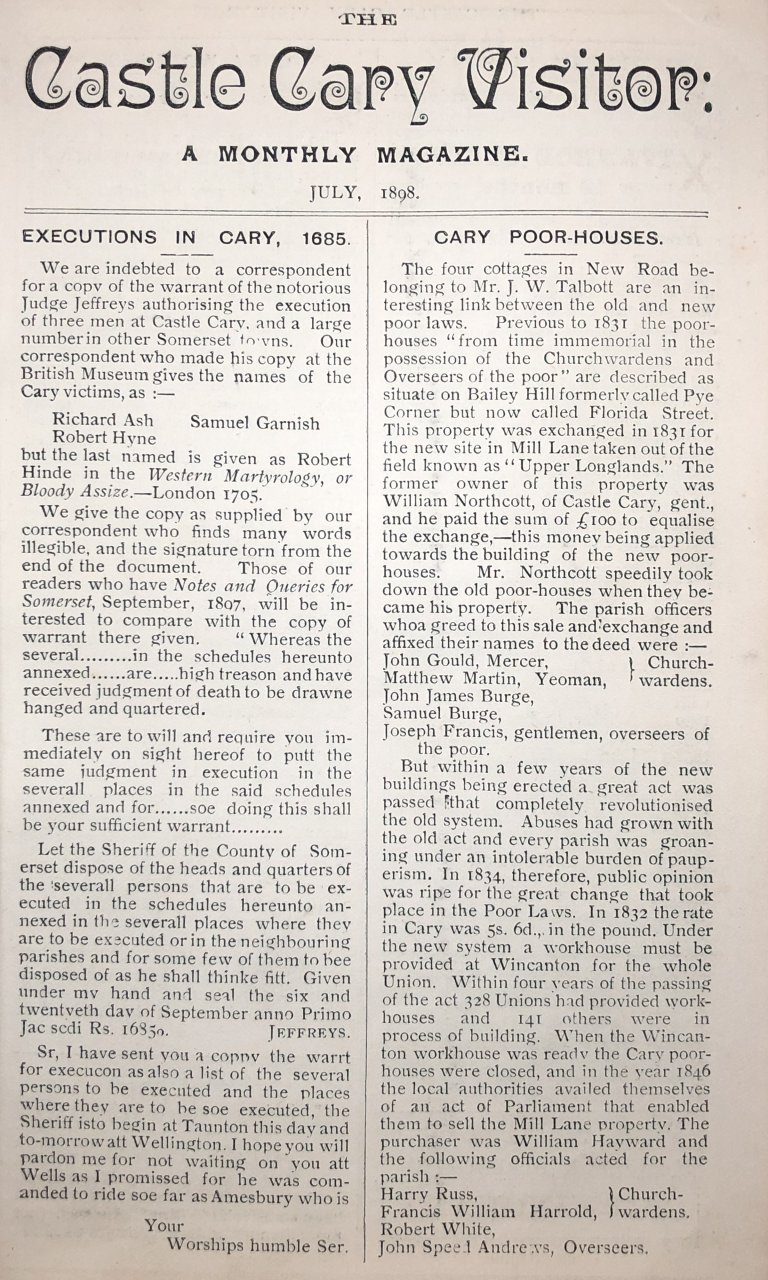 THE
Castle Cary Visitor:
A MONTHLY MAGAZINE.
JULY, 1898.
EXECUTIONS IN CARY, 1685.
We are indebted to a correspondent
for a copy of the warrant of the notorious
Judge Jeffreys authorising the execution
of three men at Castle Cary, and a large
number in other Somerset towns. Our
correspondent who made his copy at the
British Museum gives the names of the
Cary victims, as :—
Richard Ash Samuel Garnish
Robert Hyne
but the last named is given as Robert
Hinde in the Western Martyrology, or
Bloody Assize.—London 1705.
We give the copy as supplied by our
correspondent who finds many words
illegible, and the signature torn from the
end of the document. Those of our
readers who have Notes and Queries for
Somerset, September, 1897, will be in-
terested to compare with the copy of
warrant there given. "Whereas the
several.........in the schedules hereunto
annexed......are.....high treason and have
received judgment of death to be drawne
hanged and quartered.
These are to will and require you im-
mediately on sight hereof to putt the
same judgment in execution in the
severall places in the said schedules
annexed and for......soe doing this shall
be your sufficient warrant.........
Let the Sheriff of the County of Som-
erset dispose of the heads and quarters of
the severall persons that are to be ex-
ecuted in the schedules hereunto an-
nexed in the severall places where they
are to be executed or in the neighbouring
parishes and for some few of them to bee
disposed of as he shall thinke fitt. Given
under my hand and seal the six and
twentyeth day of September anno Primo
Jac scdi Rs. 1685o. JEFFREYS.
Sr, I have sent you a coppy the warrt
for execucon as also a list of the several
persons to be executed and the places
where they are to be soe executed, the
Sheriff isto begin at Taunton this day and
to-morrow att Wellington. I hope you will
pardon me for not waiting on you att
Wells as I promissed for he was com-
anded to ride soe far as Amesbury who is
Your
Worships humble Ser.
CARY POOR-HOUSES.
The four cottages in New Road be-
longing to Mr. J. W. Talbott are an in-
teresting link between the old and new
poor laws. Previous to 1831 the poor-
houses "from time immemorial in the
possession of the Churchwardens and
Overseers of the poor" are described as
situate on Bailey Hill formerly called Pye
Corner but now called Florida Street.
This property was exchanged in 1831 for
the new site in Mill Lane taken out of the
field known as "Upper Longlands." The
former owner of this property was
William Northcott, of Castle Cary, gent.,
and he paid the sum of £100 to equalise
the exchange,—this money being applied
towards the building of the new poor-
houses. Mr. Northcott speedily took
down the old poor-houses when they be-
came his property. The parish officers
whoa greed to this sale and exchange and
affixed their names to the deed were :—
John Gould, Mercer, } Church-
Matthew Martin, Yeoman, } wardens.
John James Burge,
Samuel Burge,
Joseph Francis, gentlemen, overseers of
the poor.
But within a few years of the new
buildings being erected a great act was
passed that completely revolutionised
the old system. Abuses had grown with
the old act and every parish was groan-
ing under an intolerable burden of paup-
erism. In 1834, therefore, public opinion
was ripe for the great change that took
place in the Poor Laws. In 1832 the rate
in Cary was 5s. 6d., in the pound. Under
the new system a workhouse must be
provided at Wincanton for the whole
Union. Within four years of the passing
of the act 328 Unions had provided work-
houses and 141 others were in
process of building. When the Wincan-
ton workhouse was ready the Cary poor-
houses were closed, and in the year 1846
the local authorities availed themselves
of an act of Parliament that enabled
them to sell the Mill Lane property. The
purchaser was William Hayward and
the following officials acted for the
parish :—
Harry Russ, } Church-
Francis William Harrold, } wardens.
Robert White,
John Speed Andrews, Overseers.